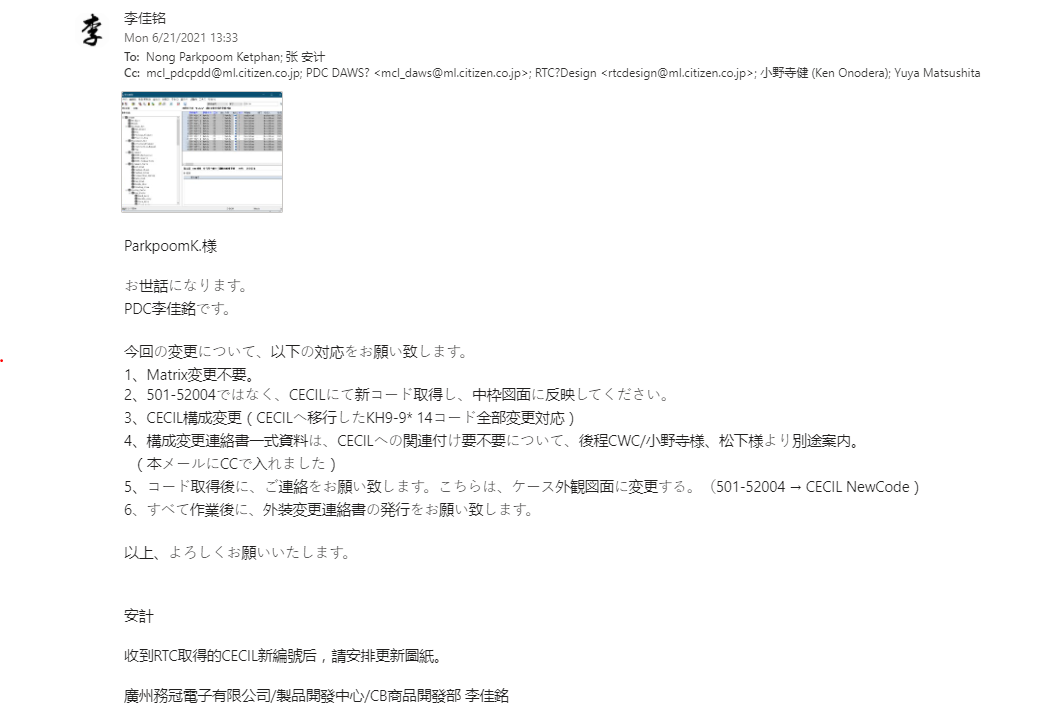 李佳铭
李
Mon 6/21/2021 13:33
To: Nong Parkpoom Ketphan; 张 安计
Cc: mcl_pdcpdd@ml.citizen.co.jp; PDC DAWS? <mcl_daws@ml.citizen.co.jp>; RTC?Design <rtcdesign@ml.citizen.co.jp>; 小野寺健 (Ken Onodera); Yuya Matsushita
ParkpoomK.様
お世話になります。
PDC李佳銘です。
今回の変更について、以下の対応をお願い致します。
1、Matrix変更不要。
2、501-52004ではなく、CECILにて新コード取得し、中枠図面に反映してください。
3、CECIL構成変更（CECILへ移行したKH9-9* 14コード全部変更対応）
4、構成変更連絡書一式資料は、CECILへの関連付け要不要について、後程CWC/小野寺様、松下様より別途案内。
（本メールにCCで入れました）
5、コード取得後に、ご連絡をお願い致します。こちらは、ケース外観図面に変更する。（501-52004 → CECIL NewCode）
6、すべて作業後に、外装変更連絡書の発行をお願い致します。
以上、よろしくお願いいたします。
安計
收到RTC取得的CECIL新編號后，請安排更新圖紙。
廣州務冠電子有限公司/製品開發中心/CB商品開發部 李佳銘